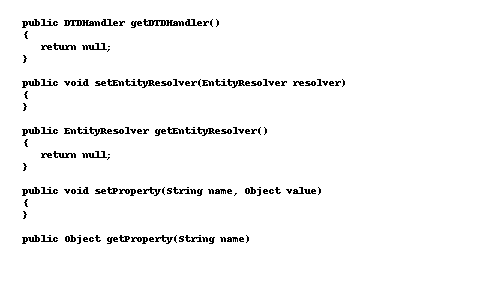 public DTDHandler getDTDHandler()
{
   return null;
}

public void setEntityResolver(EntityResolver resolver)
{
}

public EntityResolver getEntityResolver()
{
   return null;
}

public void setProperty(String name, Object value)
{
}

public Object getProperty(String name)